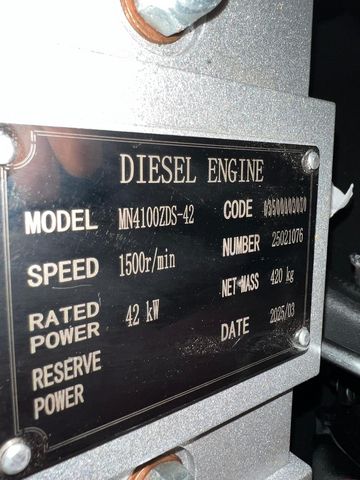 DIESEL ENGINE
MODEL MN4100ZDS-42 CODE
SPEED 1500r/min NUMBER 25021076
RATED POWER 42 kW NET MASS 420 kg
RESERVE POWER DATE 2025/03